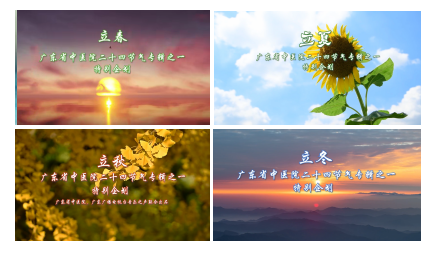 立春
广东省中医院二十四节气专辑之一
特别企划
立夏
广东省中医院二十四节气专辑之一
特别企划
立秋
广东省中医院二十四节气专辑之一
特别企划
立冬
广东省中医院二十四节气专辑之一
特别企划